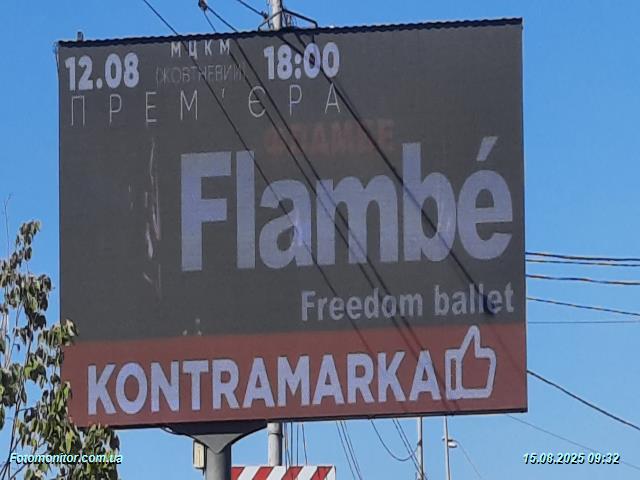 12.08 МЦКМ 18:00
(ЖОВТНЕВИЙ)
ПРЕМ'ЄРА
ФЛАМБЕ
Flambé
Freedom ballet
KONTRAMARKA
Fotomonitor.com.ua 15.08.2025 09:32